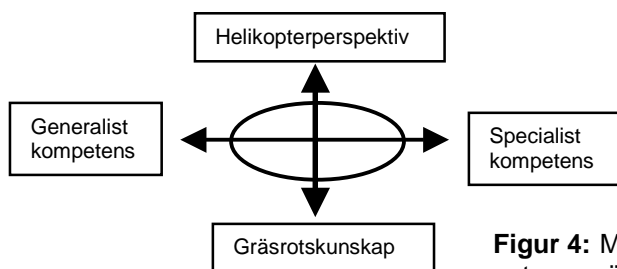 Helikopterperspektiv
Generalist
kompetens
Specialist
kompetens
Gräsrotskunskap
Figur 4: